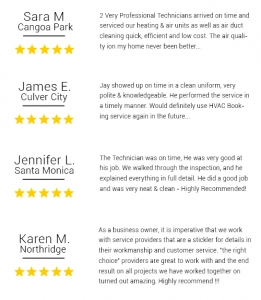 Sara M
Cangoa Park
2 Very Professional Technicians arrived on time and
serviced our heating & air units as well as air duct
cleaning quick, efficient and low cost. The air quali-
ty ion my home never been better...
James E.
Culver City
Jay showed up on time in a clean uniform, very
polite & knowledgeable. He performed the service in
a timely manner. Would definitely use HVAC Book-
ing service again in the future...
Jennifer L.
Santa Monica
The Technician was on time, He was very good at
his job. We walked through the inspection, and he
explained everything in full detail. He did a good job
and was very neat & clean - Highly Recommended!
Karen M.
Northridge
As a business owner, it is imperative that we work
with service providers that are a stickler for details in
their workmanship and customer service. "the right
choice" providers are great to work with and the end
result on all projects we have worked together on
turned out amazing. Highly recommend !!!